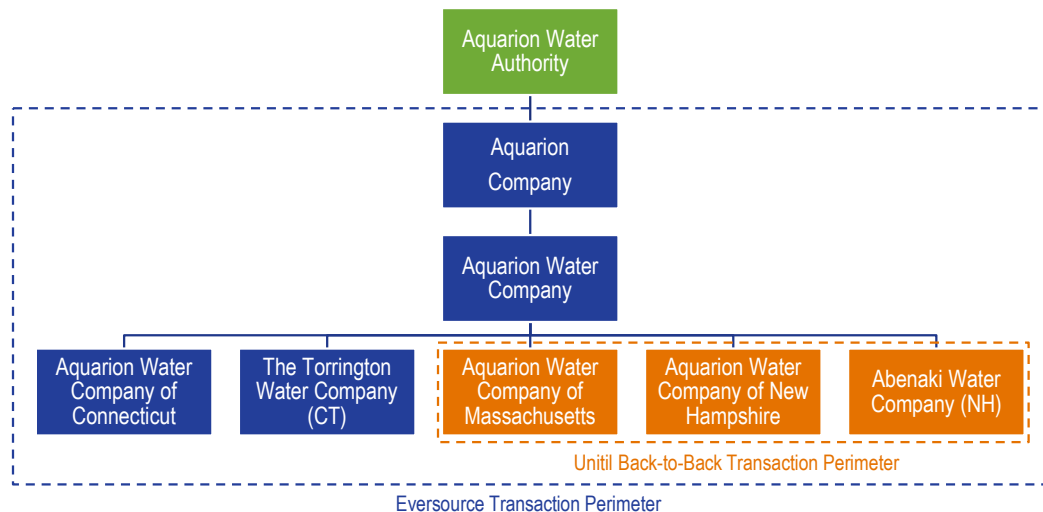 Aquarion Water
Authority
Aquarion
Company
Aquarion Water
Company
Aquarion Water
Company of
Connecticut
The Torrington
Water Company
(CT)
Aquarion Water
Company of
Massachusetts
Aquarion Water
Company of New
Hampshire
Abenaki Water
Company (NH)
Unitil Back-to-Back Transaction Perimeter
Eversource Transaction Perimeter